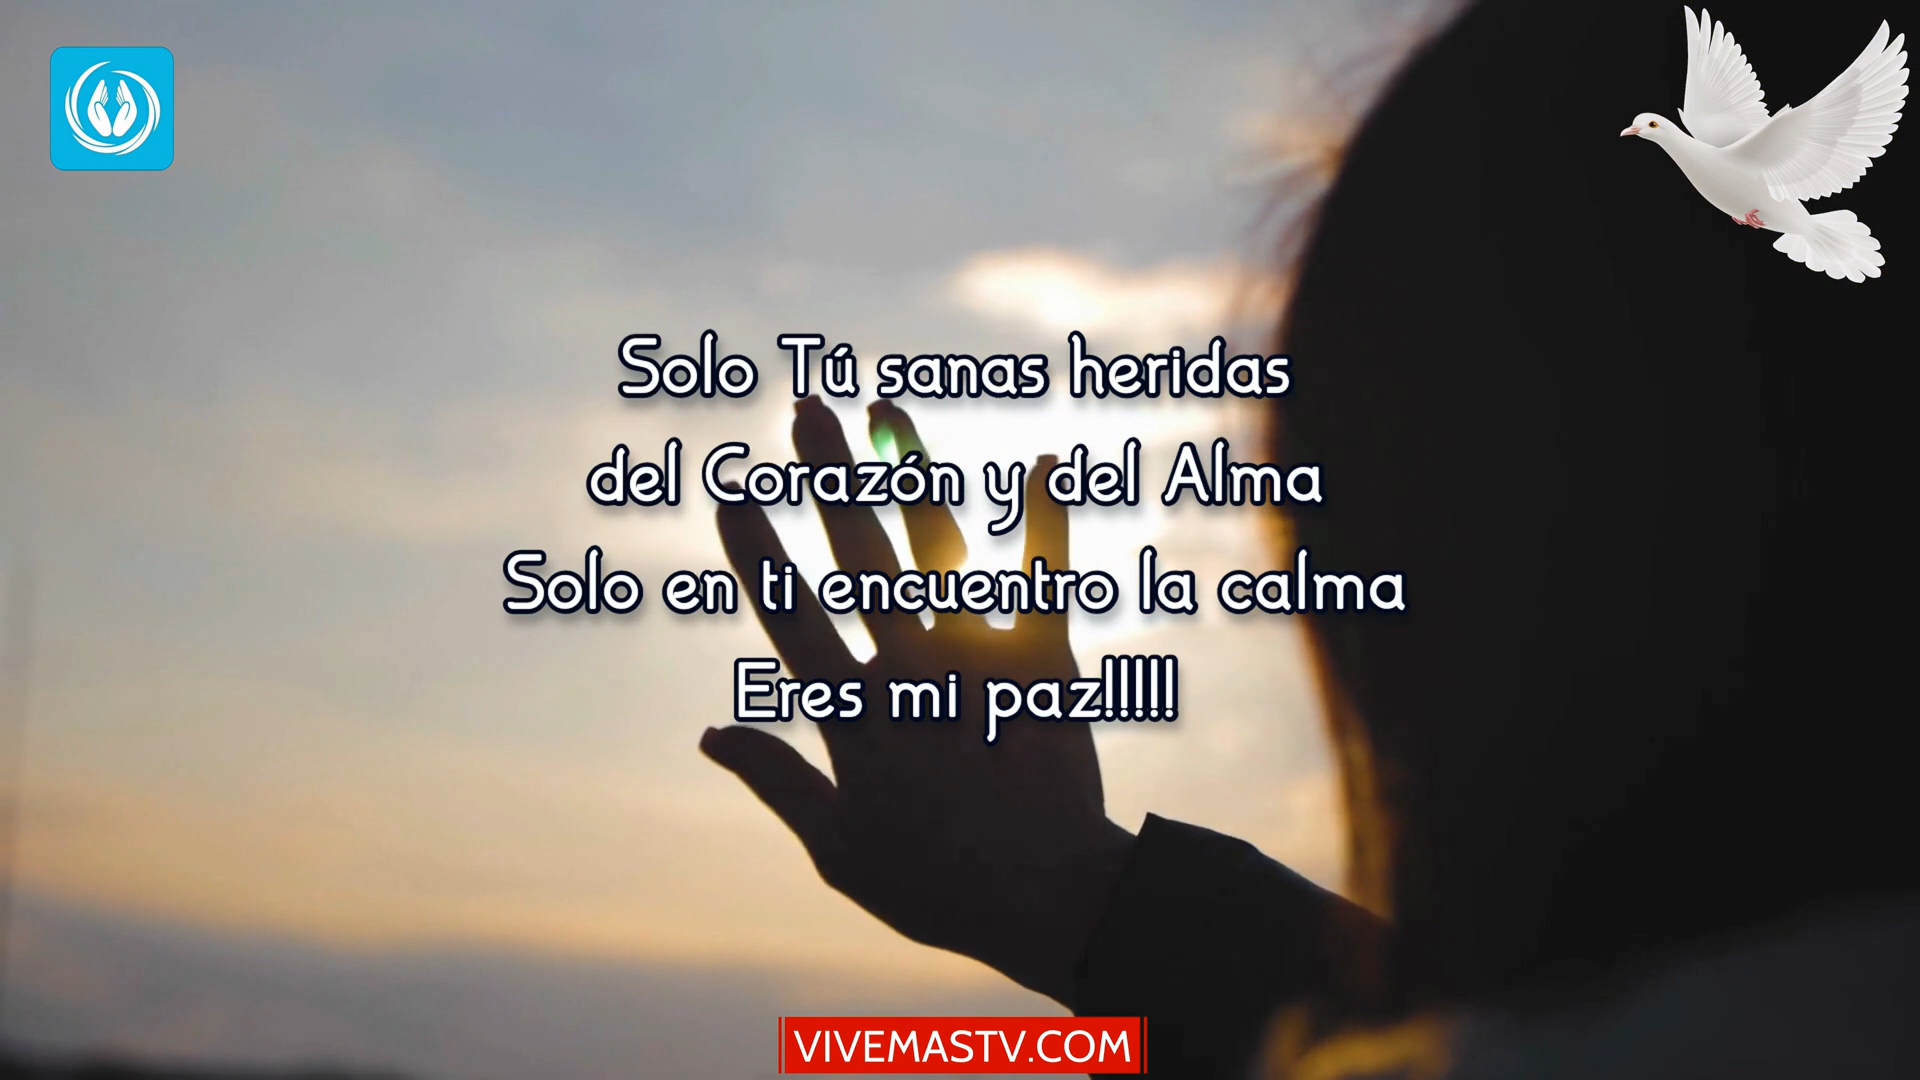 Solo Tú sanas heridas
del Corazón y del Alma
Solo en ti encuentro la calma
Eres mi paz!!!!!
VIVEMASTV.COM